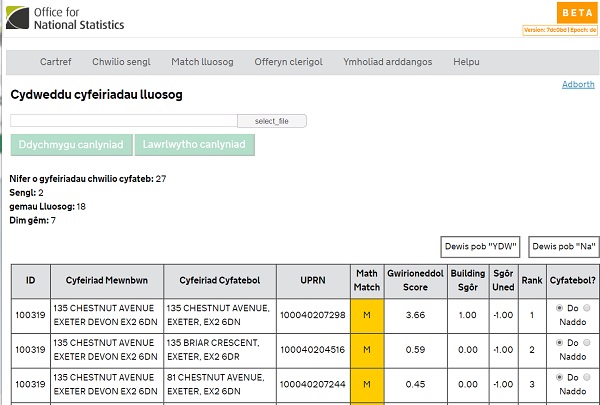 Office for
National Statistics
BETA
Version: 7dc0bd | Epoch: de
Cartref Chwilio sengl Match lluosog Offeryn clerigol Ymholiad arddangos Helpu
Adborth
Cydweddu cyfeiriadau lluosog
select_file
Ddychmygu canlyniad Lawrlwytho canlyniad
Nifer o gyfeiriadau chwilio cyfateb: 27
Sengl: 2
gemau Lluosog: 18
Dim gêm: 7
Dewis pob "YDW" Dewis pob "Na"
ID Cyfeiriad Mewnbwn Cyfeiriad Cyfatebol UPRN Math Match Gwirioneddol Score Building Sgôr Sgôr Uned Rank Cyfatebol?
100319 135 CHESTNUT AVENUE EXETER DEVON EX2 6DN 135 CHESTNUT AVENUE, EXETER, EX2 6DN 100040207298 M 3.66 1.00 -1.00 1 Do Naddo
100319 135 CHESTNUT AVENUE EXETER DEVON EX2 6DN 135 BRIAR CRESCENT, EXETER, EX2 6DR 100040204516 M 0.59 0.00 -1.00 2 Do Naddo
100319 135 CHESTNUT AVENUE EXETER DEVON EX2 6DN 81 CHESTNUT AVENUE, EXETER, EX2 6DN 100040207244 M 0.45 0.00 -1.00 3 Do Naddo